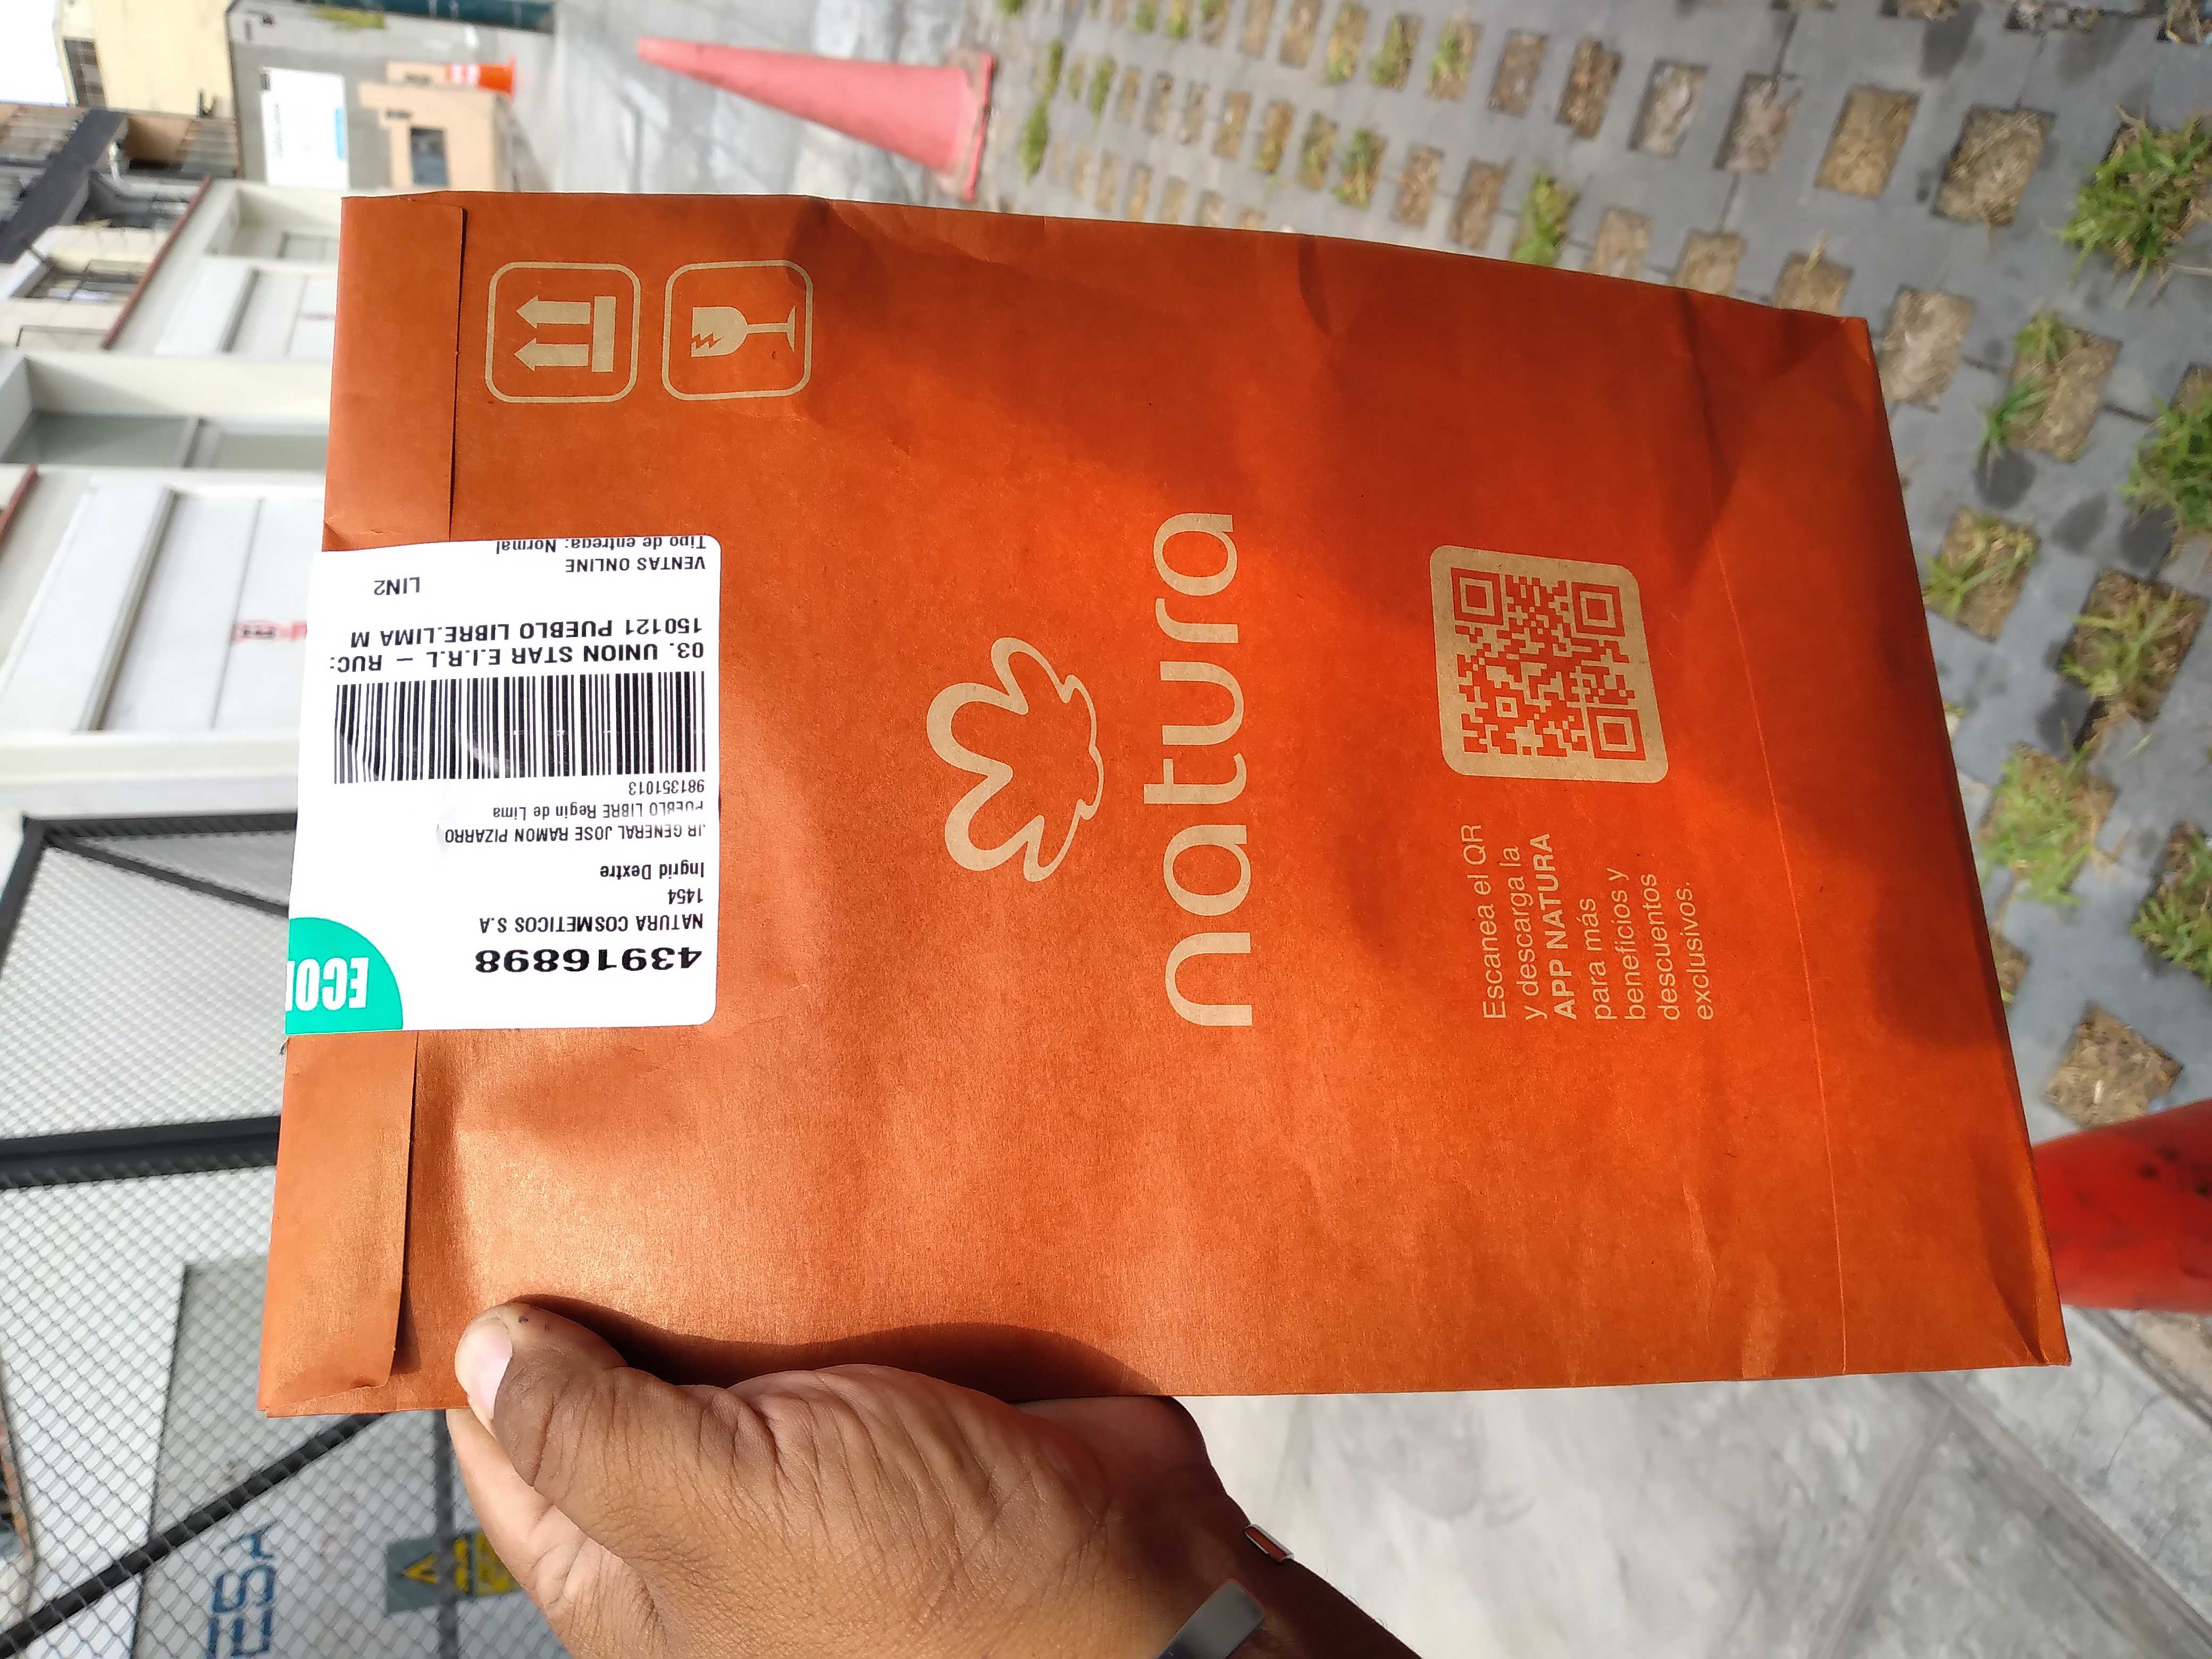 natura
Escanea el QR
y descarga la
APP NATURA
para más
beneficios y
descuentos
exclusivos.
43916898
NATURA COSMETICOS S.A
1454
Ingrid Dextre
JR GENERAL JOSE RAMON PIZARRO
PUEBLO LIBRE Regin de Lima
981351013
03. UNION STAR E.I.R.L - RUC:
150121 PUEBLO LIBRE.LIMA M
LIN2
VENTAS ONLINE
Tipo de entrega: Normal